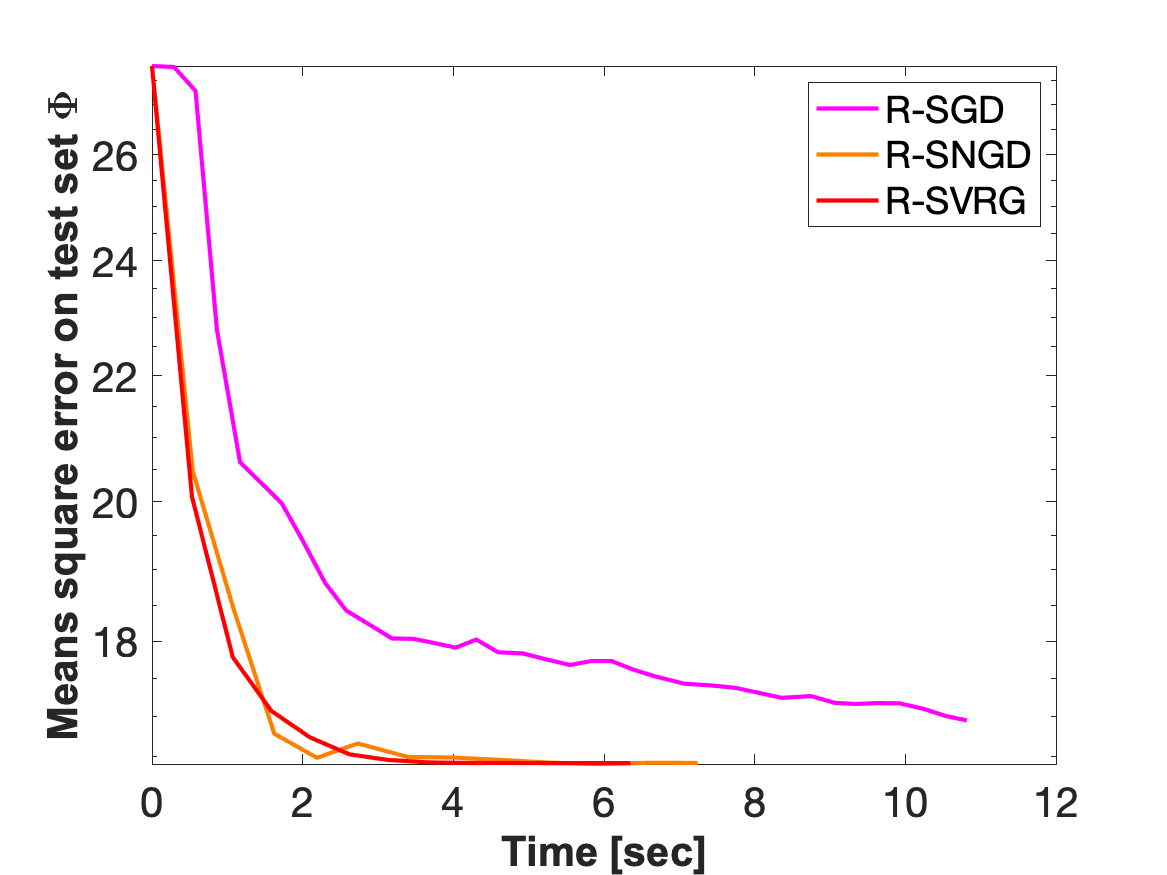 Means square error on test set Φ
26
24
22
20
18
R-SGD
R-SNGD
R-SVRG
0 2 4 6 8 10 12
Time [sec]